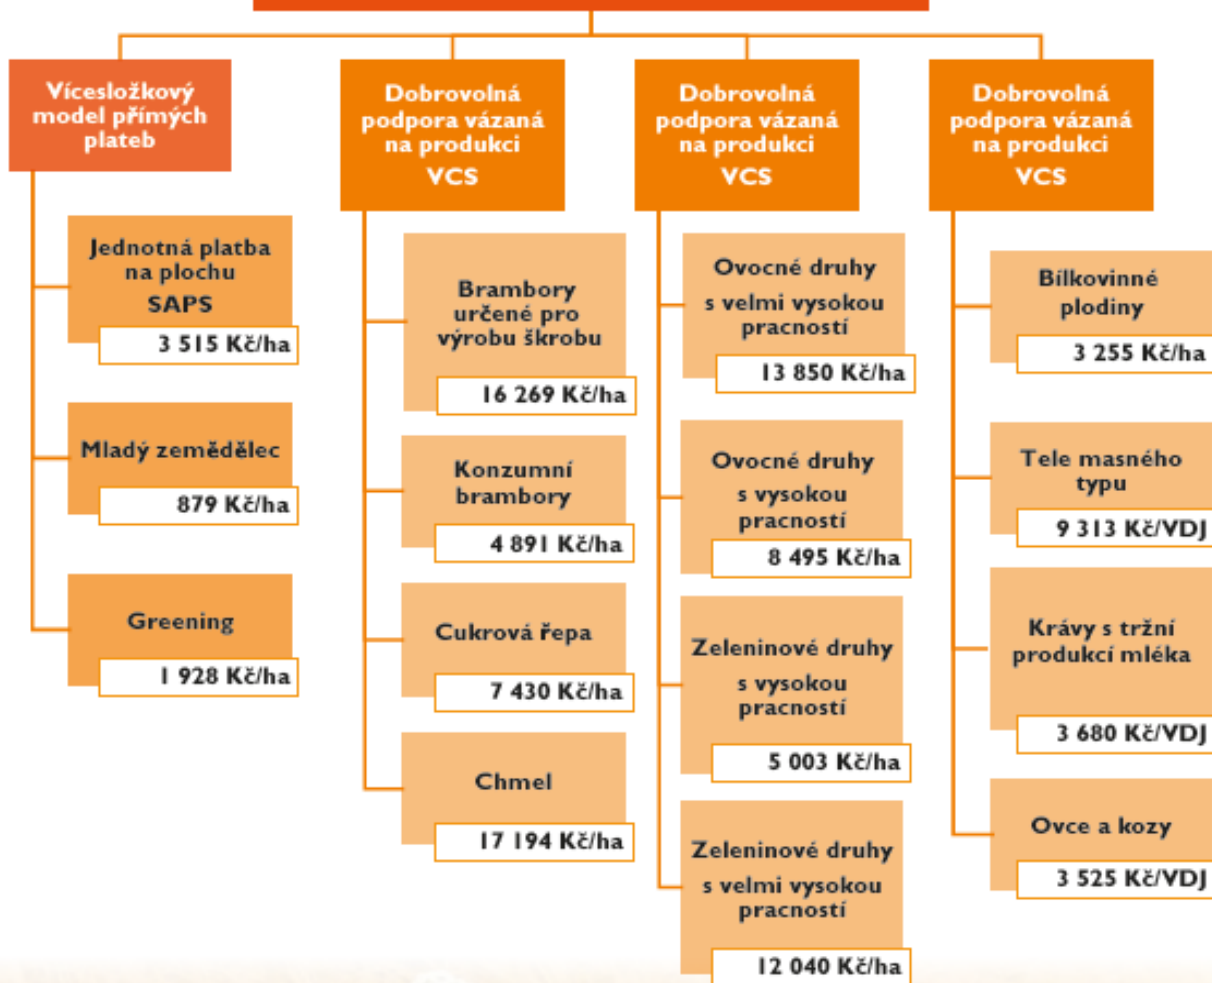 Vícesložkový
model přímých
plateb
Jednotná platba
na plochu
SAPS
3 515 Kč/ha
Mladý zemědělec
879 Kč/ha
Greening
1 928 Kč/ha
Dobrovolná
podpora vázaná
na produkci
VCS
Brambory
určené pro
výrobu škrobu
16 269 Kč/ha
Konzumní
brambory
4 891 Kč/ha
Cukrová řepa
7 430 Kč/ha
Chmel
17 194 Kč/ha
Dobrovolná
podpora vázaná
na produkci
VCS
Ovocné druhy
s velmi vysokou
pracností
13 850 Kč/ha
Ovocné druhy
s vysokou
pracností
8 495 Kč/ha
Zeleninové druhy
s vysokou
pracností
5 003 Kč/ha
Zeleninové druhy
s velmi vysokou
pracností
12 040 Kč/ha
Dobrovolná
podpora vázaná
na produkci
VCS
Bílkovinné
plodiny
3 255 Kč/ha
Tele masného
typu
9 313 Kč/VDJ
Krávy s tržní
produkcí mléka
3 680 Kč/VDJ
Ovce a kozy
3 525 Kč/VDJ